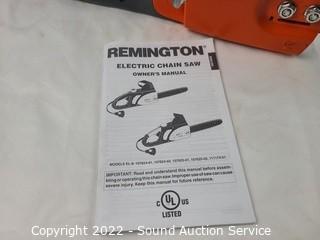 REMINGTON
ELECTRIC CHAIN SAW
OWNER'S MANUAL
IMPORTANT: Read and understand this manual before assem-
bling or operating this chain saw. Improper use of saw can cause
severe injury. Keep this manual for future reference.
C UL US
LISTED
Copyright 2022 - Sound Auction Service